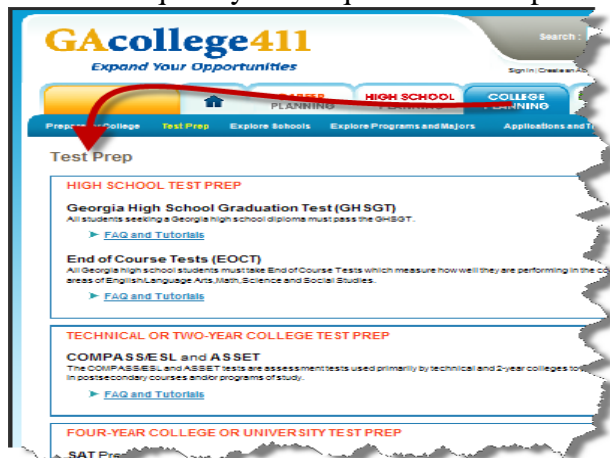 GAcollege411
Search :
Expand Your Opportunities
CAREER PLANNING
HIGH SCHOOL
COLLEGE PLANNING
College
Test Prep
Explore Schools
Explore Programs and Majors
Applications and
Test Prep
HIGH SCHOOL TEST PREP
Georgia High School Graduation Test (GHSGT)
All students seeking a Georgia high school diploma must pass the GHSGT.
FAQ and Tutorials
End of Course Tests (EOCT)
All Georgia high school students must take End of Course Tests which measure how well they are performing in the
areas of English/Language Arts, Math, Science and Social Studies.
FAQ and Tutorials
TECHNICAL OR TWO-YEAR COLLEGE TEST PREP
COMPASS/ESL and ASSET
The COMPASS/ESL and ASSET tests are assessment tests used primarily by technical and 2-year colleges to
in postsecondary courses and/or programs of study.
FAQ and Tutorials
FOUR-YEAR COLLEGE OR UNIVERSITY TEST PREP
SAT